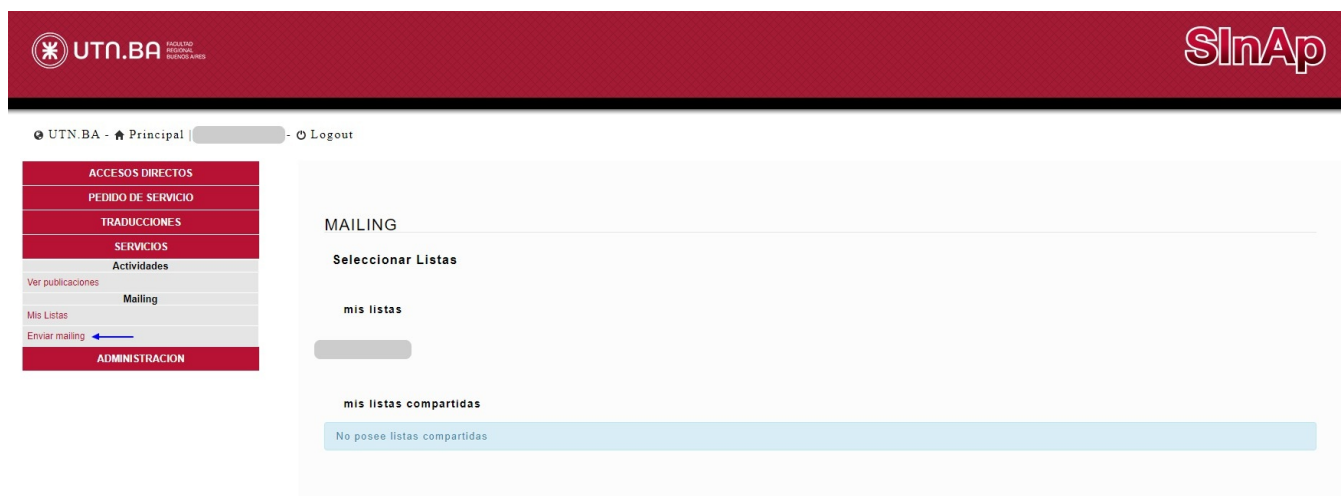 UTN.BA FACULTAD REGIONAL BUENOS AIRES
SInAp
UTN.BA - Principal | - Logout
ACCESOS DIRECTOS
PEDIDO DE SERVICIO
TRADUCCIONES
SERVICIOS
Actividades
Ver publicaciones
Mailing
Mis Listas
Enviar mailing
ADMINISTRACION
MAILING
Seleccionar Listas
mis listas
mis listas compartidas
No posee listas compartidas